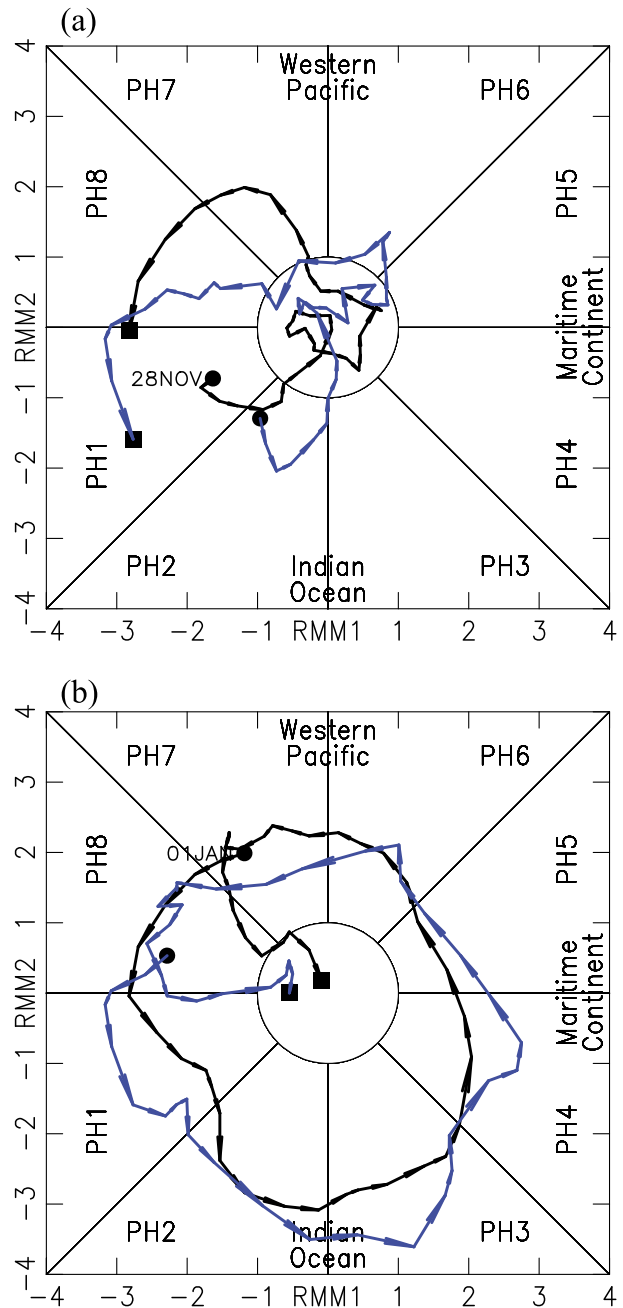 (a)
4
Western
Pacific
PH7
PH6
3
PH8
PH5
2
1
RMM2
Maritime
Continent
28NOV
-1
-2
PH1
PH4
-3
PH2
Indian
Ocean
PH3
-4
-4 -3 -2 -1 RMM1 1 2 3 4
(b)
4
Western
Pacific
PH7
PH6
3
01JAN
PH8
PH5
2
1
RMM2
Maritime
Continent
-1
-2
PH1
PH4
-3
PH2
Indian
Ocean
PH3
-4
-4 -3 -2 -1 RMM1 1 2 3 4